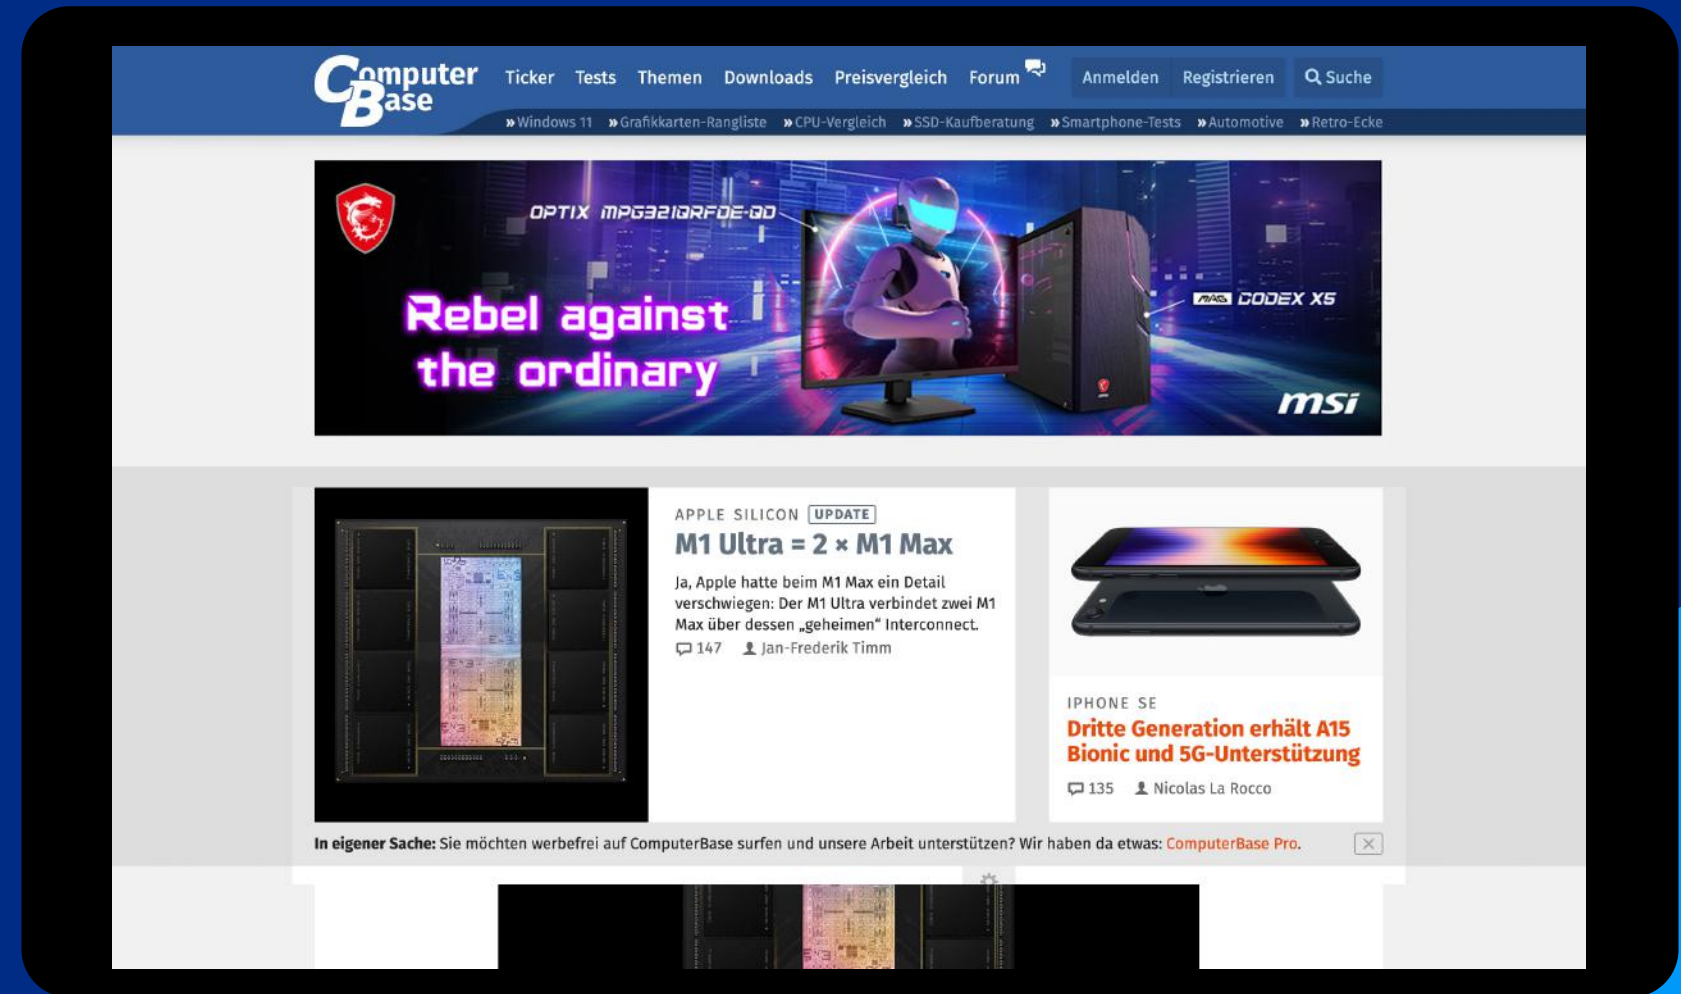 Computer
Base
Ticker Tests Themen Downloads Preisvergleich Forum Anmelden Registrieren Suche
»Windows 11 »Grafikkarten-Rangliste »CPU-Vergleich »SSD-Kaufberatung »Smartphone-Tests »Automotive »Retro-Ecke
OPTIX MPG321QRFDE-QD
MAG CODEX X5
Rebel against
the ordinary
msi
APPLE SILICON UPDATE
M1 Ultra = 2 × M1 Max
Ja, Apple hatte beim M1 Max ein Detail
verschwiegen: Der M1 Ultra verbindet zwei M1
Max über dessen „geheimen“ Interconnect.
147 Jan-Frederik Timm
IPHONE SE
Dritte Generation erhält A15
Bionic und 5G-Unterstützung
135 Nicolas La Rocco
In eigener Sache: Sie möchten werbefrei auf ComputerBase surfen und unsere Arbeit unterstützen? Wir haben da etwas: ComputerBase Pro.